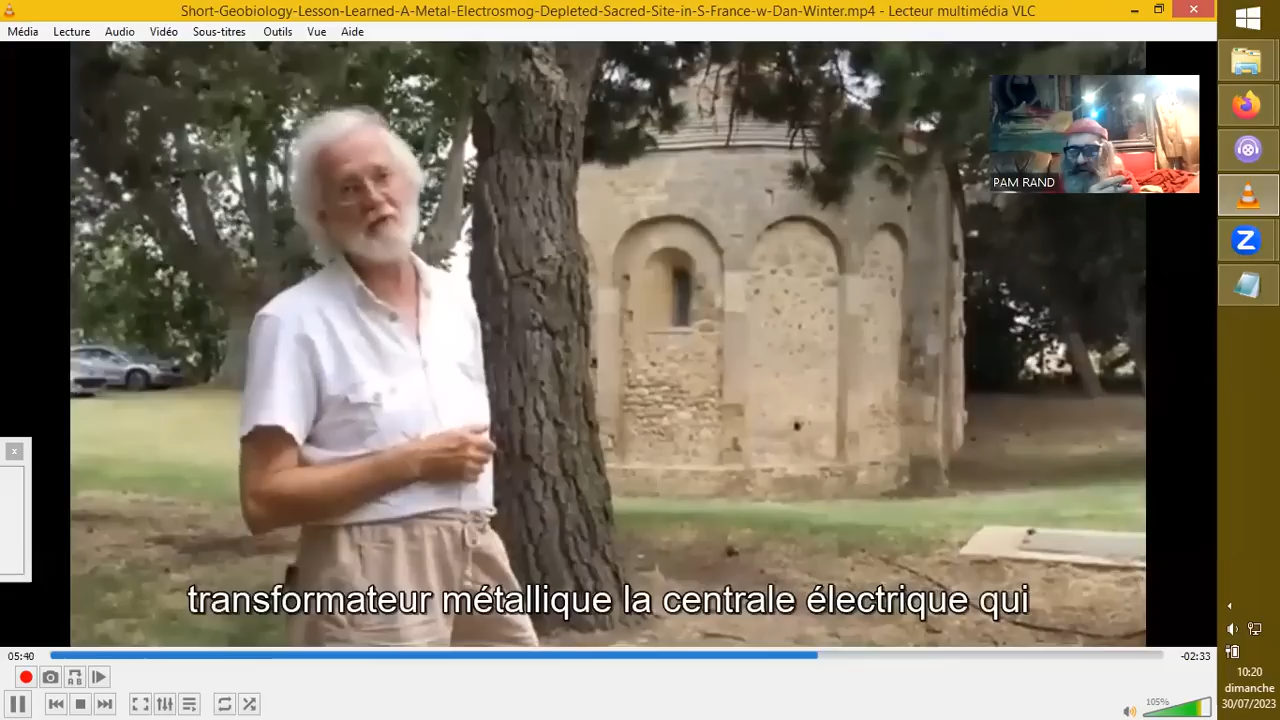 Short-Geobiology-Lesson-Learned-A-Metal-Electrosmog-Depleted-Sacred-Site-in-S-France-w-Dan-Winter.mp4 - Lecteur multimédia VLC
Média Lecture Audio Vidéo Sous-titres Outils Vue Aide
PAM RAND
transformateur métallique la centrale électrique qui
05:40
-02:33
105%
10:20
dimanche
30/07/2023